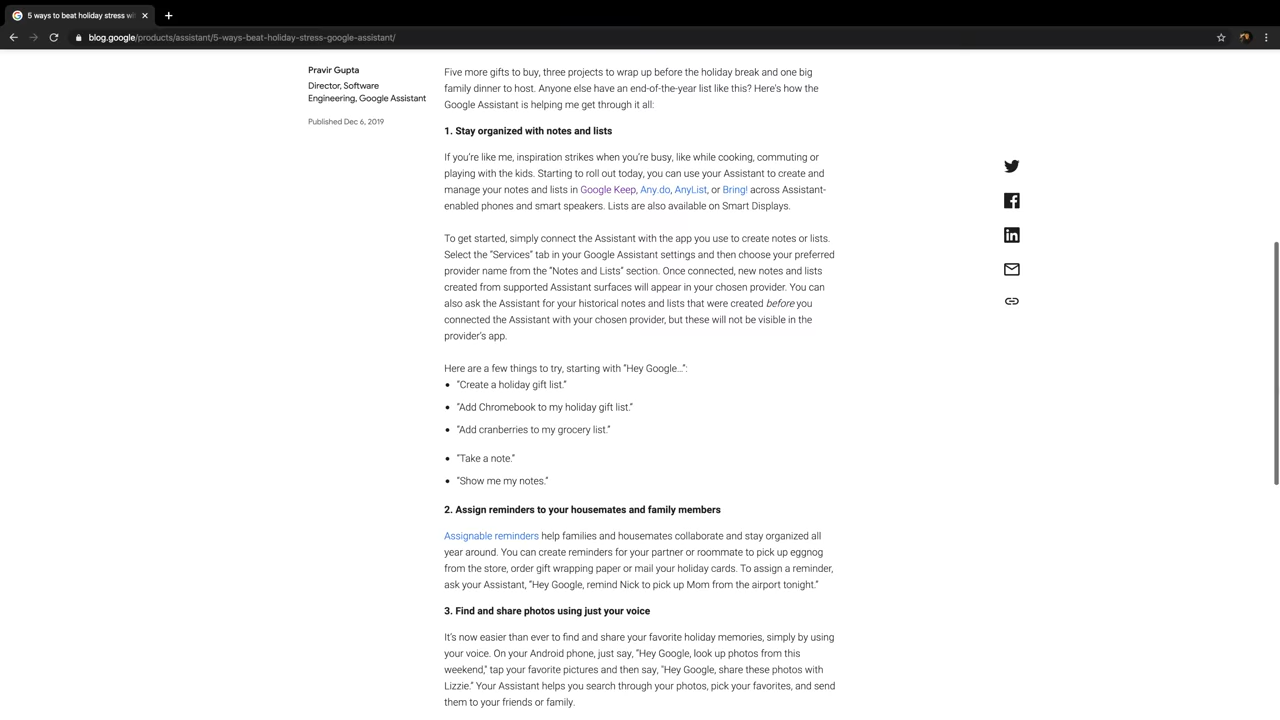 5 ways to beat holiday stress wi
blog.google/products/assistant/5-ways-beat-holiday-stress-google-assistant/
Pravir Gupta
Director, Software
Engineering, Google Assistant
Published Dec 6, 2019
Five more gifts to buy, three projects to wrap up before the holiday break and one big
family dinner to host. Anyone else have an end-of-the-year list like this? Here’s how the
Google Assistant is helping me get through it all:
1. Stay organized with notes and lists
If you’re like me, inspiration strikes when you’re busy, like while cooking, commuting or
playing with the kids. Starting to roll out today, you can use your Assistant to create and
manage your notes and lists in Google Keep, Any.do, AnyList, or Bring! across Assistant-
enabled phones and smart speakers. Lists are also available on Smart Displays.
To get started, simply connect the Assistant with the app you use to create notes or lists.
Select the “Services” tab in your Google Assistant settings and then choose your preferred
provider name from the “Notes and Lists” section. Once connected, new notes and lists
created from supported Assistant surfaces will appear in your chosen provider. You can
also ask the Assistant for your historical notes and lists that were created before you
connected the Assistant with your chosen provider, but these will not be visible in the
provider’s app.
Here are a few things to try, starting with “Hey Google…”:
• “Create a holiday gift list.”
• “Add Chromebook to my holiday gift list.”
• “Add cranberries to my grocery list.”
• “Take a note.”
• “Show me my notes.”
2. Assign reminders to your housemates and family members
Assignable reminders help families and housemates collaborate and stay organized all
year around. You can create reminders for your partner or roommate to pick up eggnog
from the store, order gift wrapping paper or mail your holiday cards. To assign a reminder,
ask your Assistant, “Hey Google, remind Nick to pick up Mom from the airport tonight.”
3. Find and share photos using just your voice
It’s now easier than ever to find and share your favorite holiday memories, simply by using
your voice. On your Android phone, just say, “Hey Google, look up photos from this
weekend,” tap your favorite pictures and then say, “Hey Google, share these photos with
Lizzie.” Your Assistant helps you search through your photos, pick your favorites, and send
them to your friends or family.